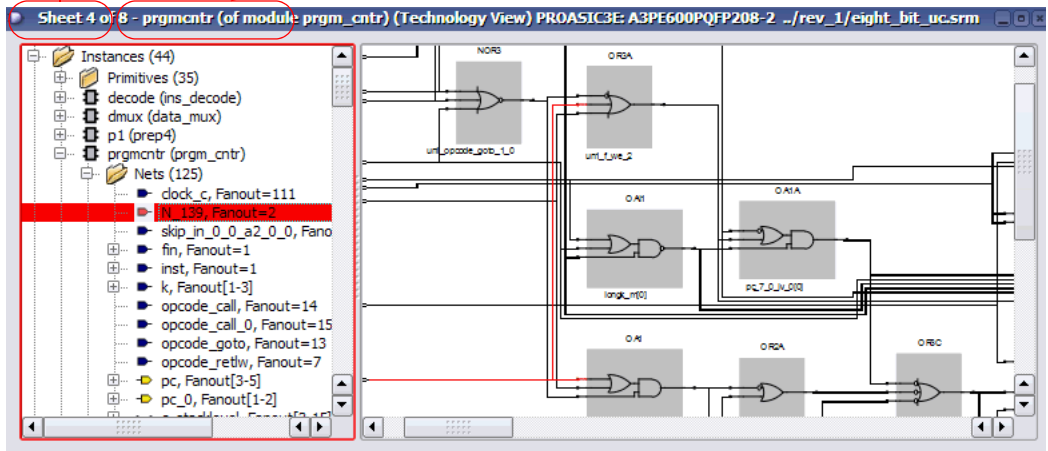 Sheet 4 of 8 - prgmcntr (of module prgm_cntr) (Technology View) PROASIC3E: A3PE600PQFP208-2 ../rev_1/eight_bit_uc.srm
Instances (44)
Primitives (35)
decode (ins_decode)
dmux (data_mux)
p1 (prep4)
prgmcntr (prgm_cntr)
Nets (125)
clock_c, Fanout=111
N_139, Fanout=2
skip_in_0_0_a2_0_0, Fano
fin, Fanout=1
inst, Fanout=1
k, Fanout[1-3]
opcode_call, Fanout=14
opcode_call_0, Fanout=15
opcode_goto, Fanout=13
opcode_retlw, Fanout=7
pc, Fanout[3-5]
pc_0, Fanout[1-2]
NOR3
OR3A
un1_opcode_goto_1_0
un1_f_we_2
OAI1
OA1A
longk_m[0]
pc_7_0_iv_0[0]
OR2A
OR3C